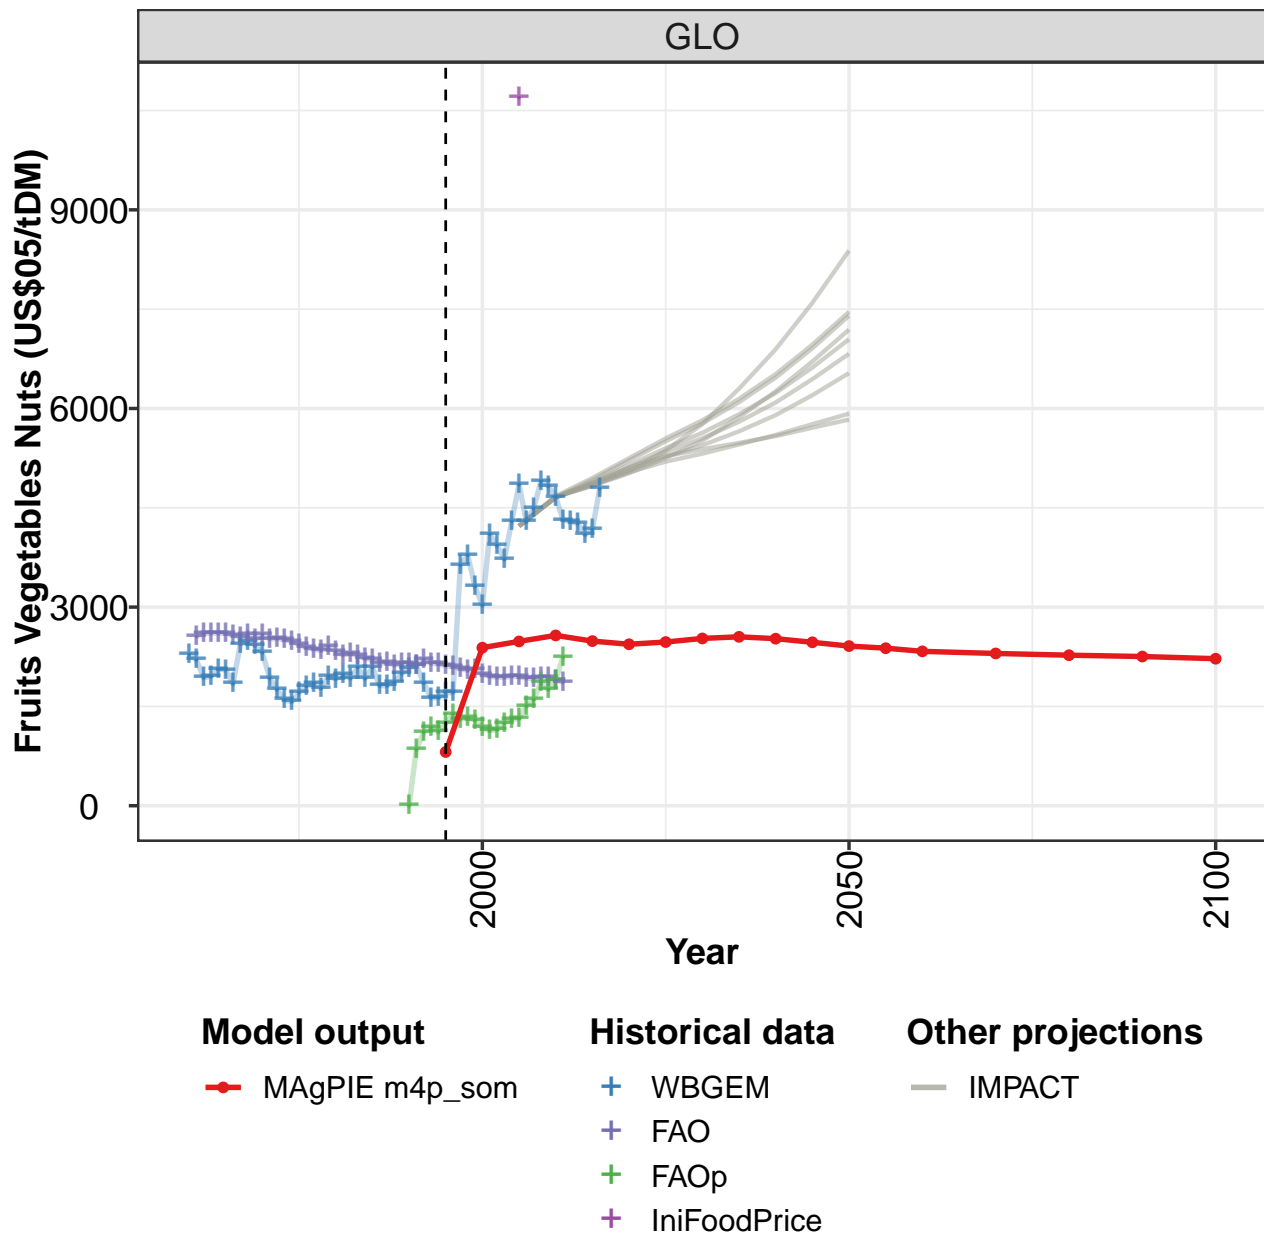 GLO
Fruits Vegetables Nuts (US$05/tDM)
9000
6000
3000
0
2000
2050
2100
Year
Model output
MAgPIE m4p_som
Historical data
WBGEM
FAO
FAOp
IniFoodPrice
Other projections
IMPACT